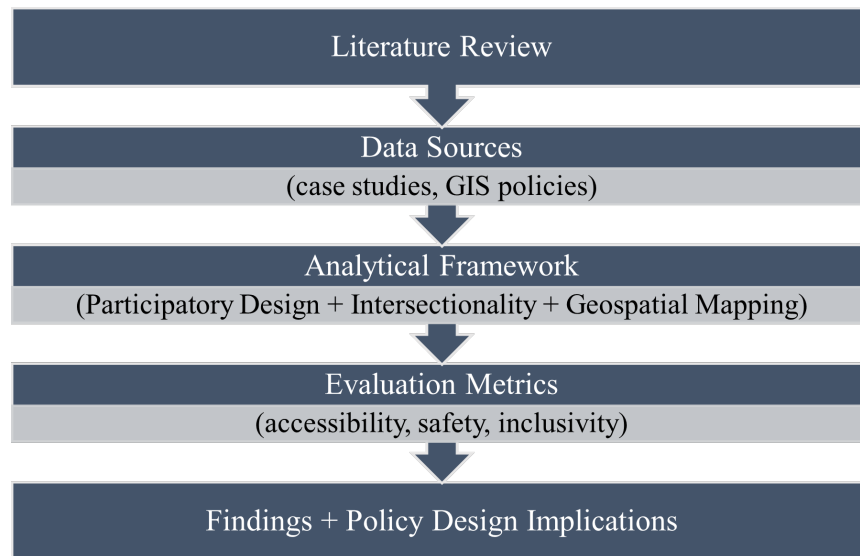 Literature Review
Data Sources
(case studies, GIS policies)
Analytical Framework
(Participatory Design + Intersectionality + Geospatial Mapping)
Evaluation Metrics
(accessibility, safety, inclusivity)
Findings + Policy Design Implications